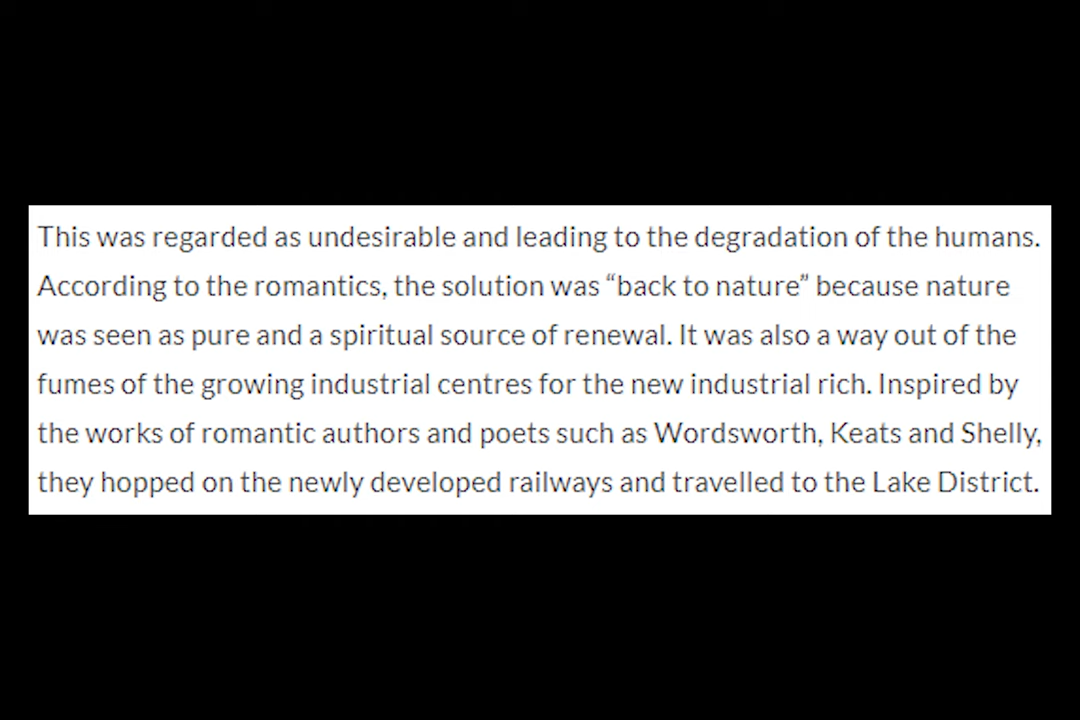 This was regarded as undesirable and leading to the degradation of the humans.
According to the romantics, the solution was “back to nature” because nature
was seen as pure and a spiritual source of renewal. It was also a way out of the
fumes of the growing industrial centres for the new industrial rich. Inspired by
the works of romantic authors and poets such as Wordsworth, Keats and Shelly,
they hopped on the newly developed railways and travelled to the Lake District.